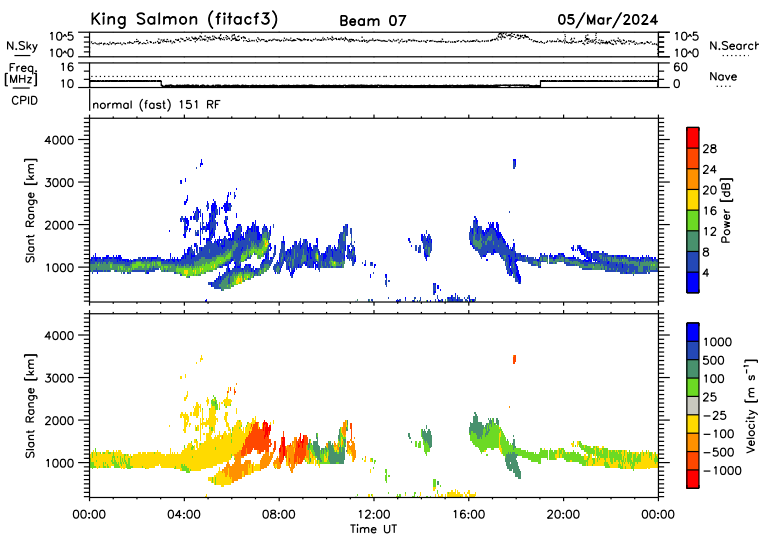 King Salmon (fitacf3) Beam 07 05/Mar/2024
N.Sky 10^5 10^0 10^5 10^0 N.Search
Freq [MHz] 16 10 60 0 Nave
CPID normal (fast) 151 RF
Slant Range [km] 4000 3000 2000 1000
Power [dB] 28 24 20 16 12 8 4
Slant Range [km] 4000 3000 2000 1000
Velocity [m s⁻¹] 1000 500 100 25 −25 −100 −500 −1000
00:00 04:00 08:00 12:00 16:00 20:00 00:00
Time UT